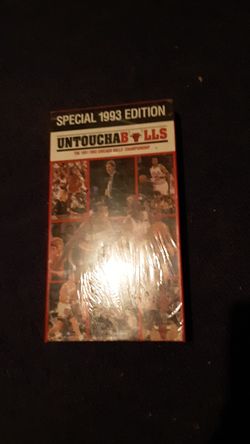 SPECIAL 1993 EDITION
UNTOUCHABULLS
THE 1991-1992 CHICAGO BULLS' CHAMPIONSHIP